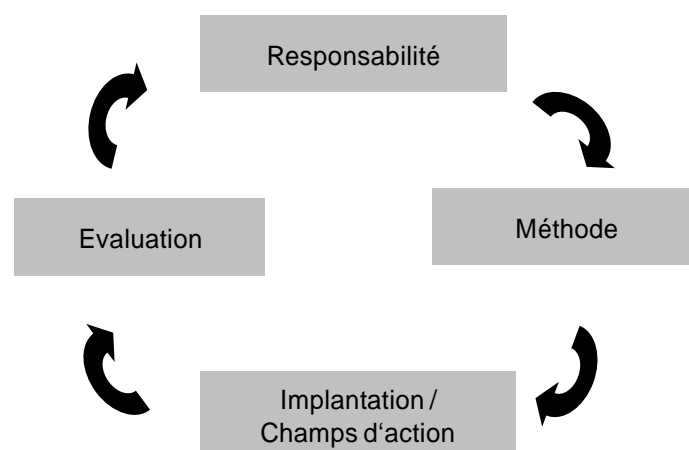 Responsabilité
Méthode
Evaluation
Implantation /
Champs d‘action